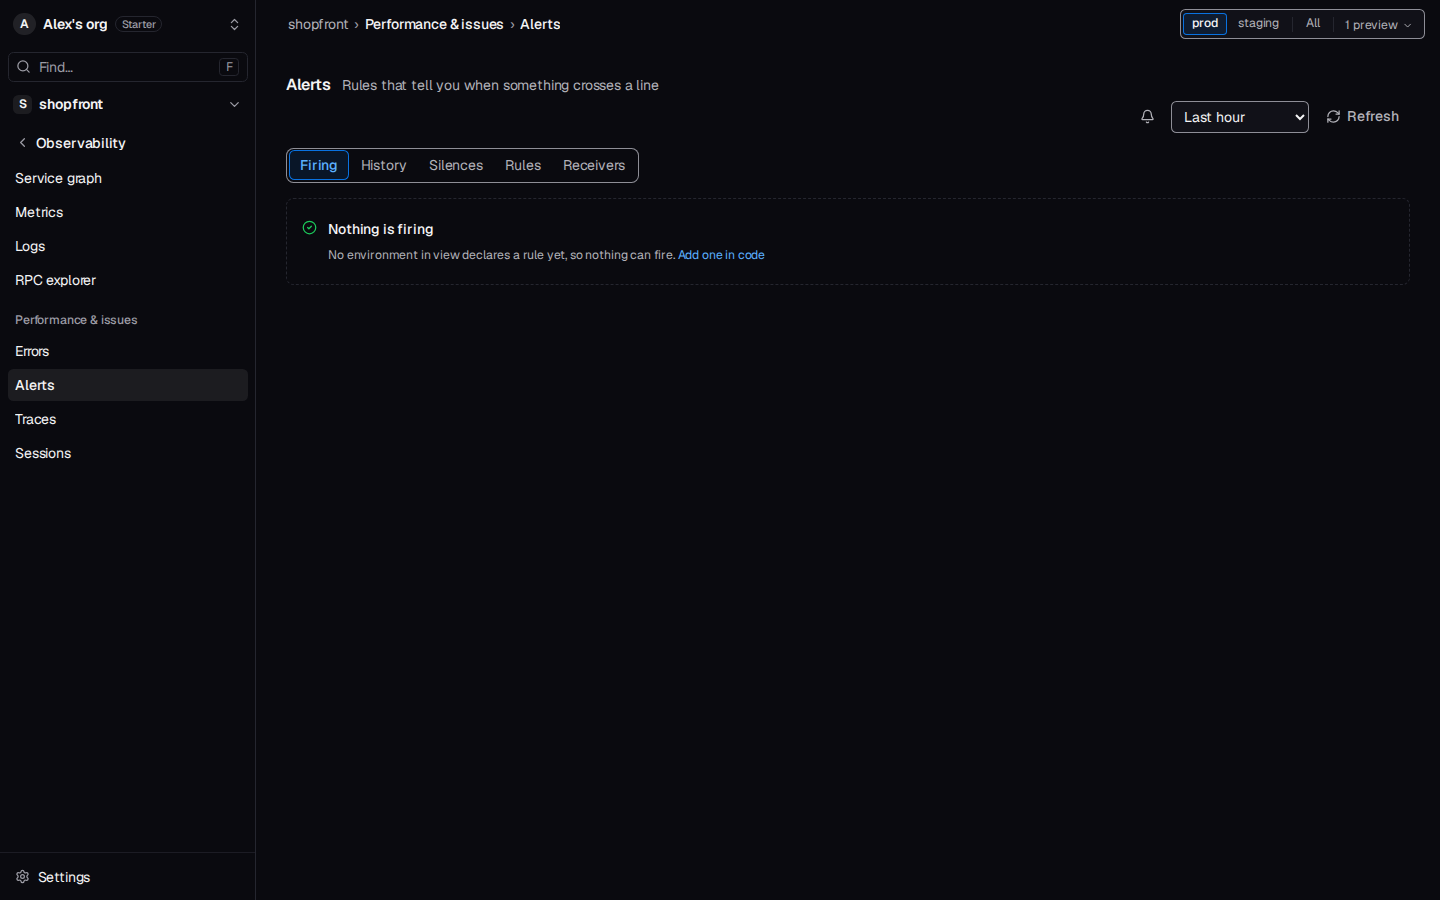 A Alex's org Starter
Find... F
S shopfront
Observability
Service graph
Metrics
Logs
RPC explorer
Performance & issues
Errors
Alerts
Traces
Sessions
Settings
shopfront › Performance & issues › Alerts
prod staging All 1 preview
Alerts Rules that tell you when something crosses a line
Last hour Refresh
Firing History Silences Rules Receivers
Nothing is firing
No environment in view declares a rule yet, so nothing can fire. Add one in code